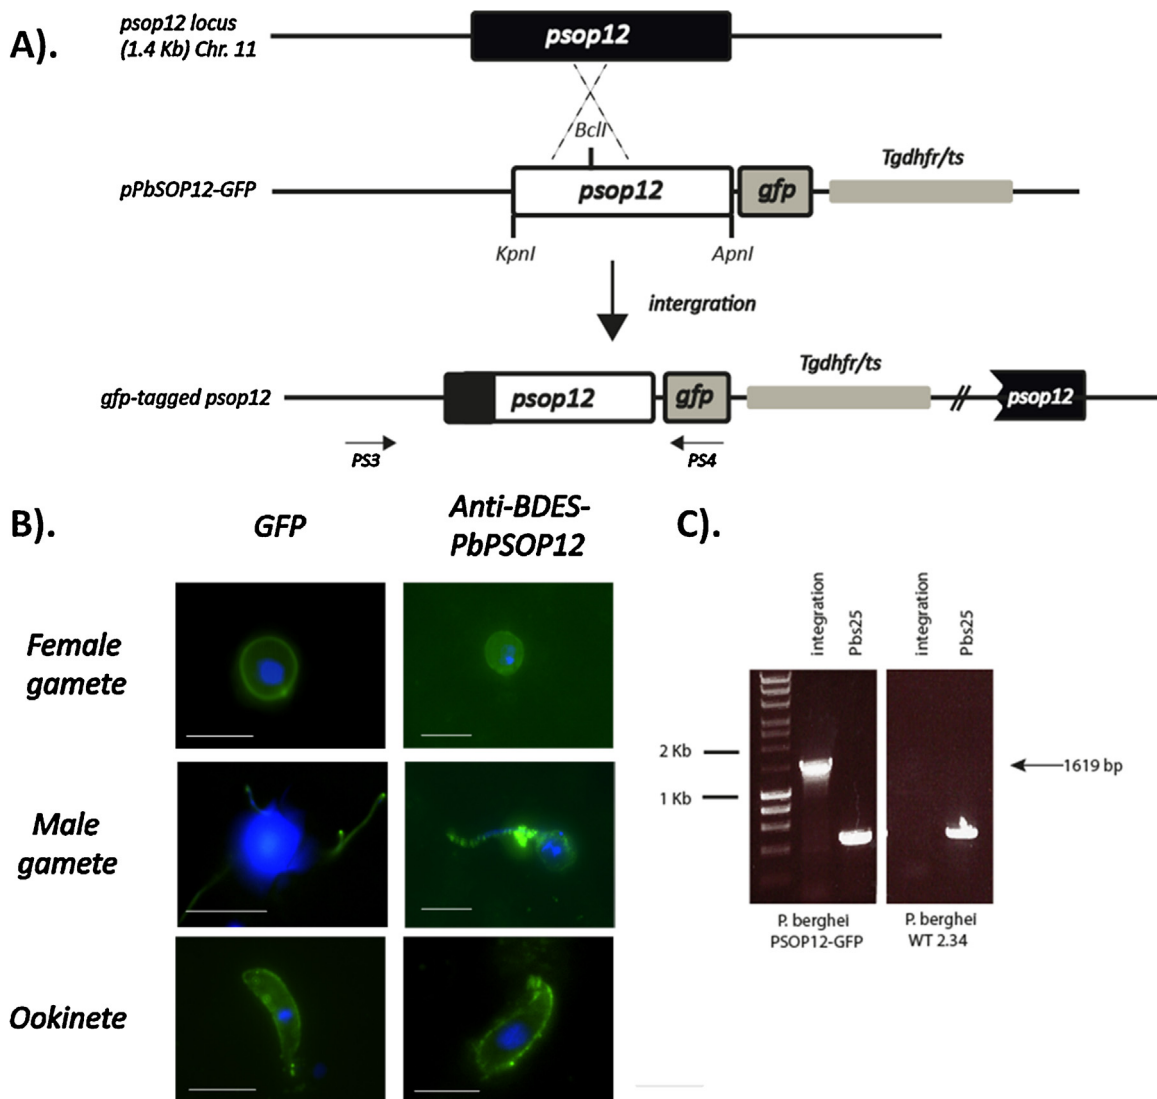 A).
psop12 locus
(1.4 Kb) Chr. 11
psop12
BclI
pPbSOP12-GFP
psop12
gfp
Tgdhfr/ts
KpnI
ApnI
intergration
gfp-tagged psop12
psop12
gfp
Tgdhfr/ts
//
psop12
PS3
PS4
B).
GFP
Anti-BDES-
PbPSOP12
Female
gamete
Male
gamete
Ookinete
C).
integration
Pbs25
integration
Pbs25
2 Kb
1 Kb
1619 bp
P. berghei
PSOP12-GFP
P. berghei
WT 2.34